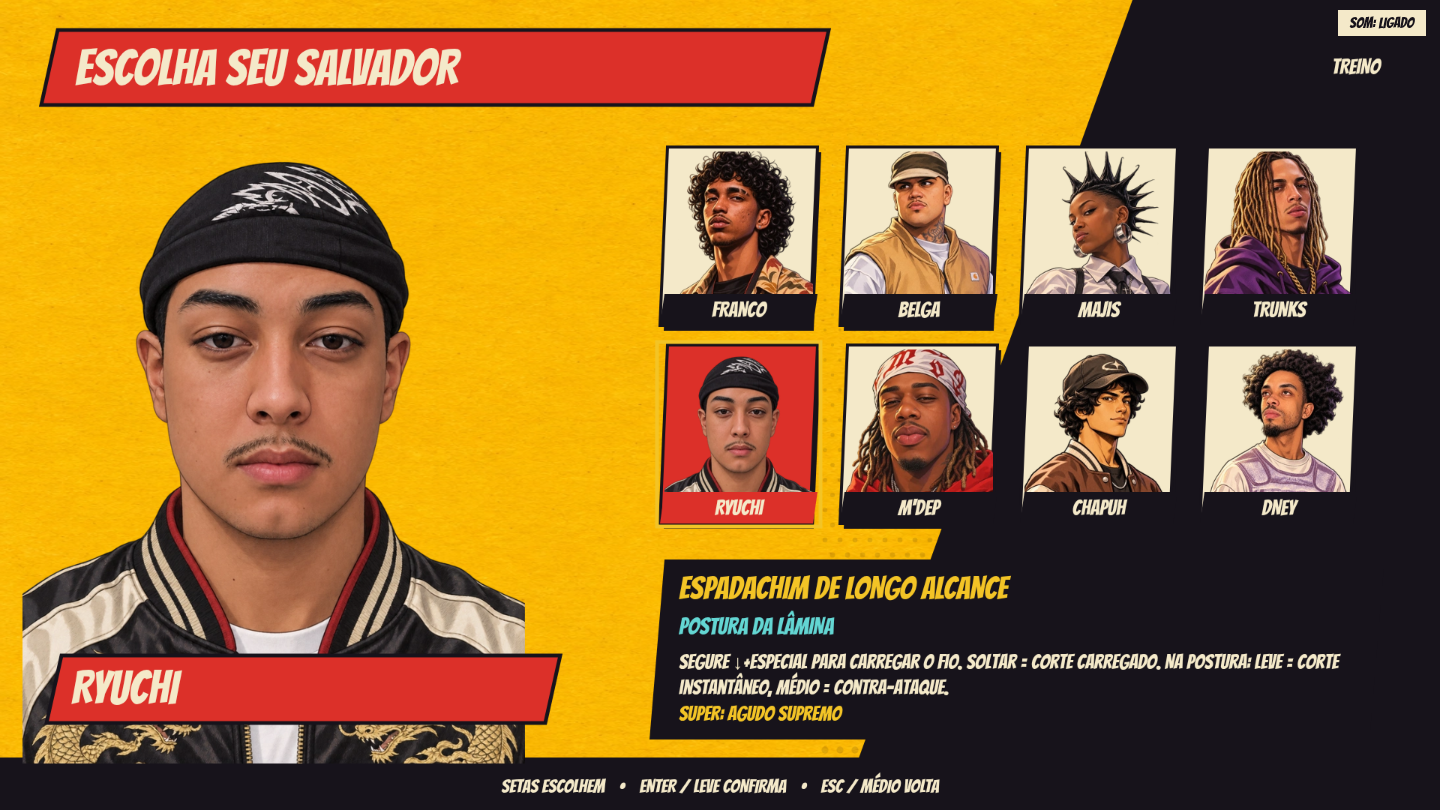 SOM: LIGADO
ESCOLHA SEU SALVADOR
TREINO
FRANCO
BELGA
MAJIS
TRUNKS
RYUCHI
M'DEP
CHAPUH
DNEY
ESPADACHIM DE LONGO ALCANCE
POSTURA DA LÂMINA
SEGURE ↓+ESPECIAL PARA CARREGAR O FIO. SOLTAR = CORTE CARREGADO. NA POSTURA: LEVE = CORTE
INSTANTÂNEO, MÉDIO = CONTRA-ATAQUE.
SUPER: AGUDO SUPREMO
RYUCHI
SETAS ESCOLHEM • ENTER / LEVE CONFIRMA • ESC / MÉDIO VOLTA